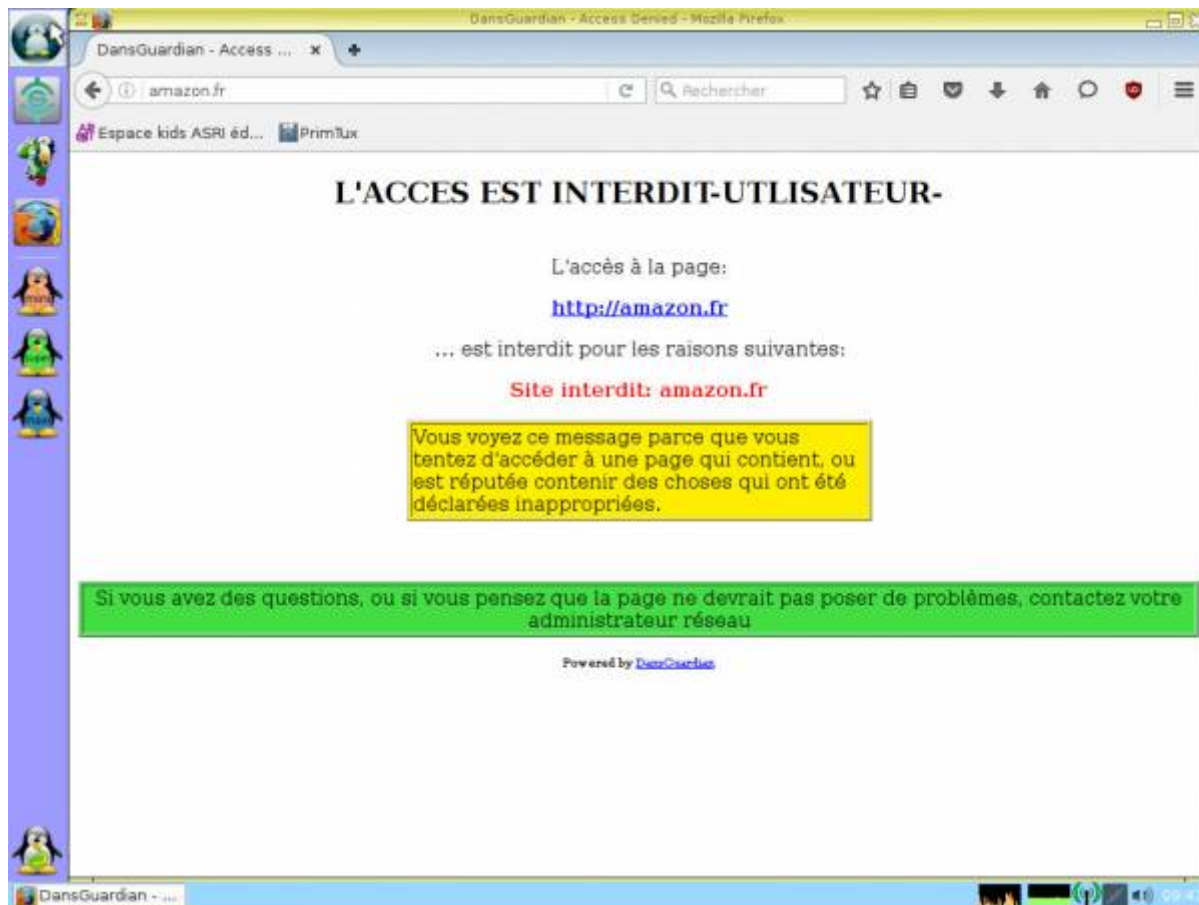 DansGuardian - Access Denied - Mozilla Firefox
DansGuardian - Access ...
amazon.fr
Rechercher
Espace kids ASRI éd... PrimTux
L'ACCES EST INTERDIT-UTLISATEUR-
L'accès à la page:
http://amazon.fr
... est interdit pour les raisons suivantes:
Site interdit: amazon.fr
Vous voyez ce message parce que vous
tentez d'accéder à une page qui contient, ou
est réputée contenir des choses qui ont été
déclarées inappropriées.
Si vous avez des questions, ou si vous pensez que la page ne devrait pas poser de problèmes, contactez votre
administrateur réseau
Powered by DansGuardian
mini
super
maxi
DansGuardian - ...